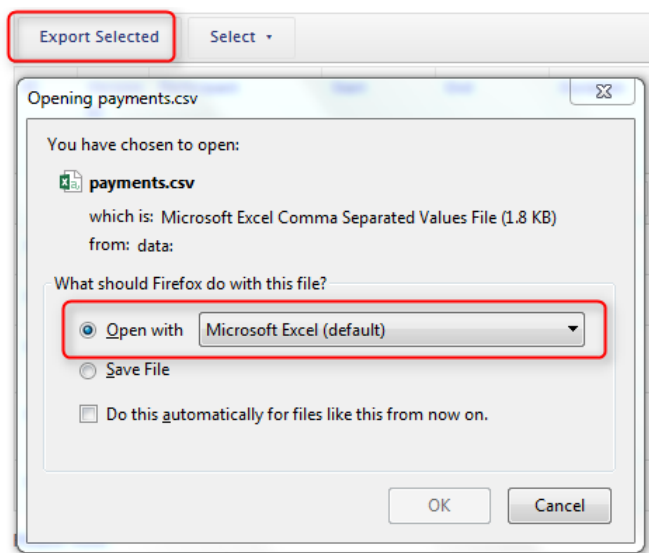 Export Selected Select
Opening payments.csv
You have chosen to open:
payments.csv
which is: Microsoft Excel Comma Separated Values File (1.8 KB)
from: data:
What should Firefox do with this file?
Open with Microsoft Excel (default)
Save File
Do this automatically for files like this from now on.
OK Cancel